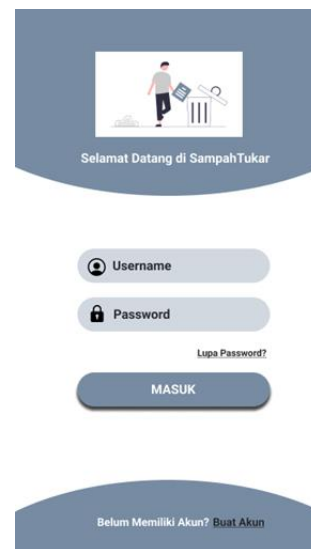 Selamat Datang di SampahTukar
Username
Password
Lupa Password?
MASUK
Belum Memiliki Akun? Buat Akun